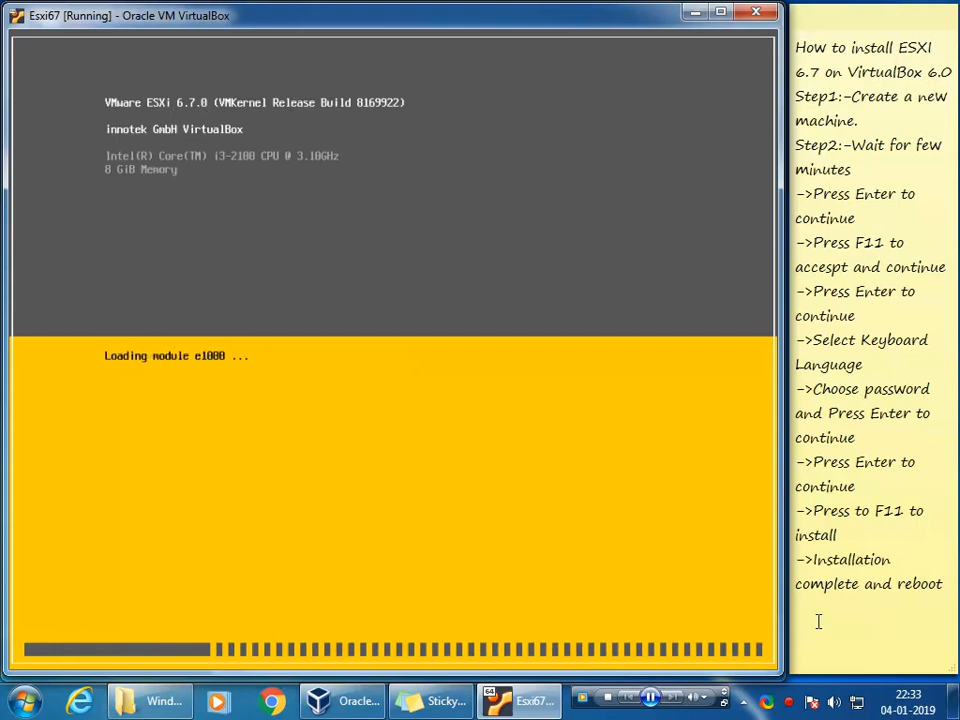 Esxi67 [Running] - Oracle VM VirtualBox
VMware ESXi 6.7.0 (VMKernel Release Build 8169922)
innotek GmbH VirtualBox
Intel(R) Core(TM) i3-2100 CPU @ 3.10GHz
8 GiB Memory
Loading module e1000 ...
How to install ESXI
6.7 on VirtualBox 6.0
Step1:-Create a new
machine.
Step2:-Wait for few
minutes
->Press Enter to
continue
->Press F11 to
accespt and continue
->Press Enter to
continue
->Select Keyboard
Language
->Choose password
and Press Enter to
continue
->Press Enter to
continue
->Press to F11 to
install
->Installation
complete and reboot
Wind...
Oracle...
Sticky...
64
Esxi67...
22:33
04-01-2019